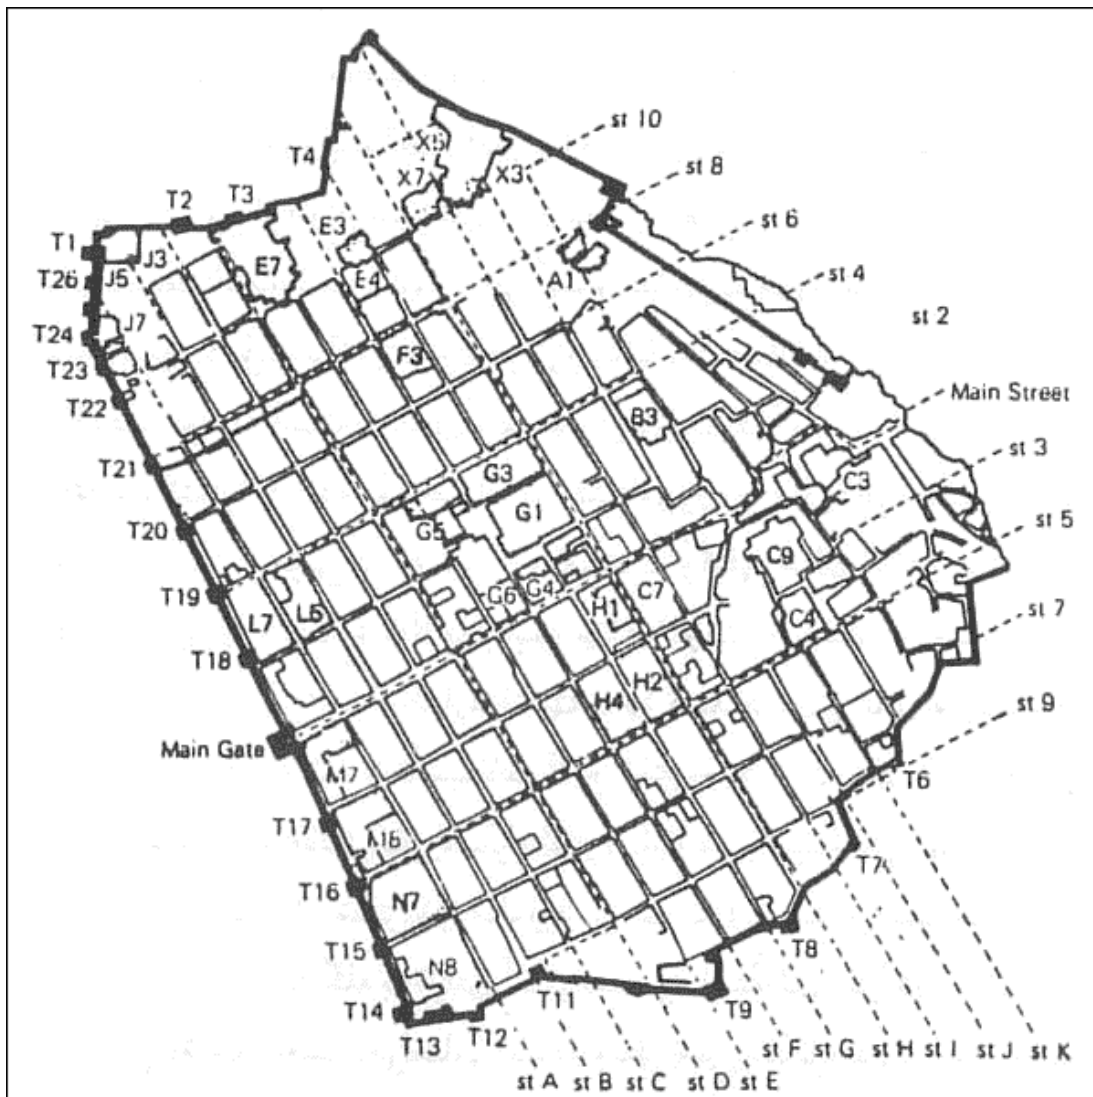 st 10
X5
T4
st 8
X7
X3
T3
T2
E3
st 6
T1
J3
E7
T26
J5
E4
A1
st 4
J7
st 2
T24
F3
T23
Main Street
T22
B3
T21
G3
C3
st 3
G1
T20
G5
st 5
C9
T19
G6
G4
H1
C7
L7
L6
C4
st 7
T18
H2
H4
st 9
Main Gate
M17
T6
T17
M16
T7
T16
N7
T8
T15
N8
T11
T9
T14
T12
T13
st F
st G
st H
st I
st J
st K
st A
st B
st C
st D
st E